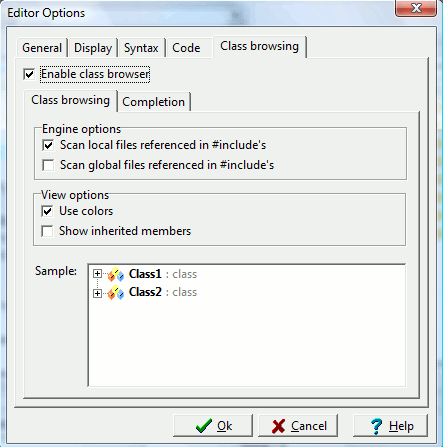 Editor Options
General Display Syntax Code Class browsing
Enable class browser
Class browsing Completion
Engine options
Scan local files referenced in #include's
Scan global files referenced in #include's
View options
Use colors
Show inherited members
Sample:
Class1 : class
Class2 : class
Ok Cancel ? Help